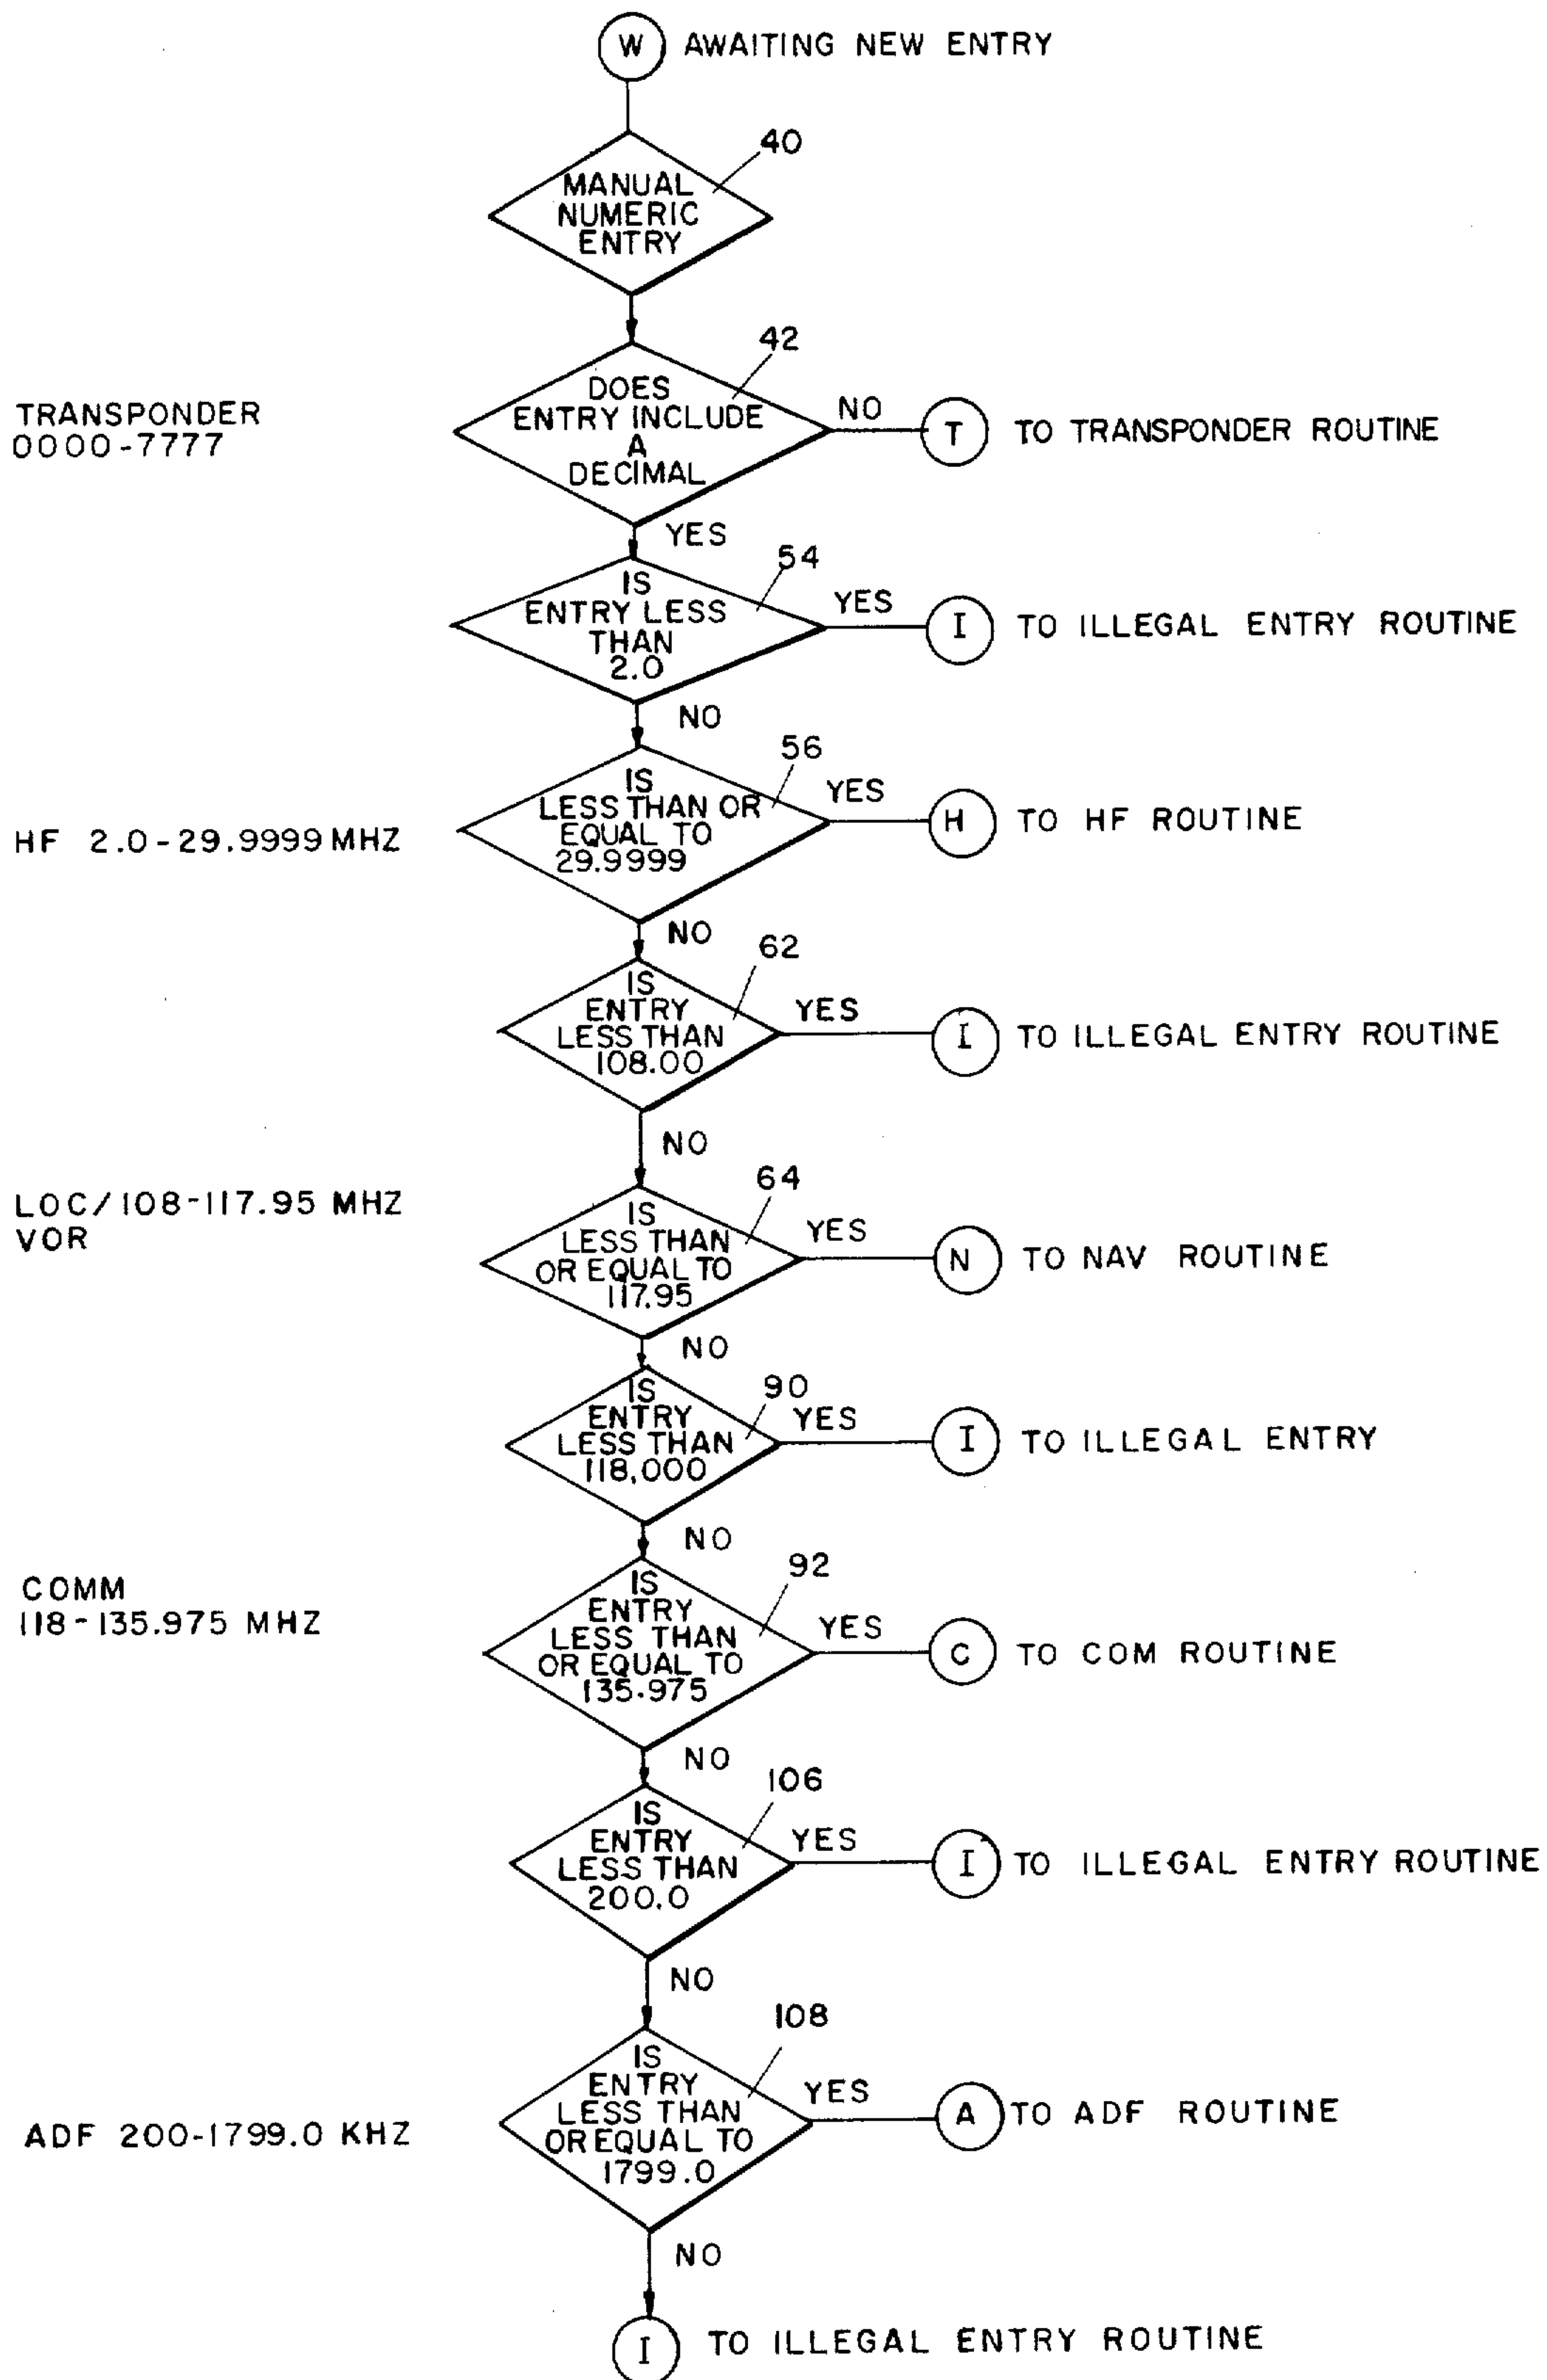 W AWAITING NEW ENTRY
40
MANUAL
NUMERIC
ENTRY
42
TRANSPONDER
0000-7777
DOES
ENTRY INCLUDE
A
DECIMAL
NO
T TO TRANSPONDER ROUTINE
YES
54
IS
ENTRY LESS
THAN
2.0
YES
I TO ILLEGAL ENTRY ROUTINE
NO
56
HF 2.0-29.9999 MHZ
IS
LESS THAN OR
EQUAL TO
29.9999
YES
H TO HF ROUTINE
NO
62
IS
ENTRY
LESS THAN
108.00
YES
I TO ILLEGAL ENTRY ROUTINE
NO
64
LOC/108-117.95 MHZ
VOR
IS
LESS THAN
OR EQUAL TO
117.95
YES
N TO NAV ROUTINE
NO
90
IS
ENTRY
LESS THAN
118,000
YES
I TO ILLEGAL ENTRY
NO
92
COMM
118-135.975 MHZ
IS
ENTRY
LESS THAN
OR EQUAL TO
135.975
YES
C TO COM ROUTINE
NO
106
IS
ENTRY
LESS THAN
200.0
YES
I TO ILLEGAL ENTRY ROUTINE
NO
108
ADF 200-1799.0 KHZ
IS
ENTRY
LESS THAN
OR EQUAL TO
1799.0
YES
A TO ADF ROUTINE
NO
I TO ILLEGAL ENTRY ROUTINE